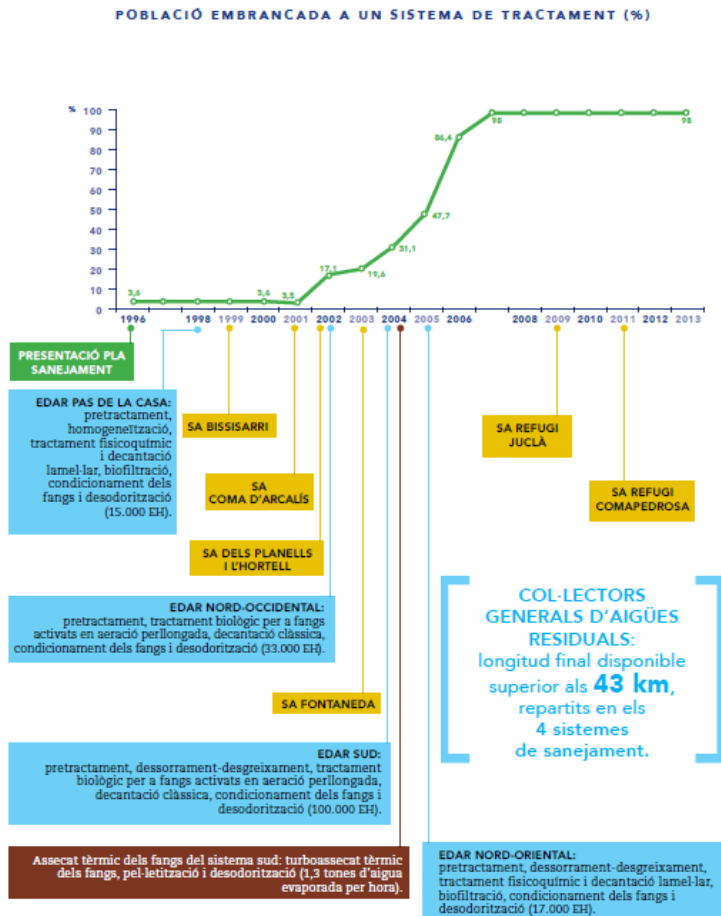 POBLACIÓ EMBRANCADA A UN SISTEMA DE TRACTAMENT (%)
%
100
90
80
70
60
50
40
30
20
10
0
3,6
3,6
3,5
17,1
19,6
31,1
47,7
86,4
98
98
1996
1998
1999
2000
2001
2002
2003
2004
2005
2006
2008
2009
2010
2011
2012
2013
PRESENTACIÓ PLA
SANEJAMENT
EDAR PAS DE LA CASA:
pretractament,
homogeneïtzació,
tractament fisicoquímic
i decantació
lamel·lar, biofiltració,
condicionament dels
fangs i desodorització
(15.000 EH).
SA BISSISARRI
SA
COMA D'ARCALÍS
SA DELS PLANELLS
I L'HORTELL
SA REFUGI
JUCLÀ
SA REFUGI
COMAPEDROSA
EDAR NORD-OCCIDENTAL:
pretractament, tractament biològic per a fangs
activats en aeració perllongada, decantació clàssica,
condicionament dels fangs i desodorització (33.000 EH).
SA FONTANEDA
COL·LECTORS
GENERALS D'AIGÜES
RESIDUALS:
longitud final disponible
superior als 43 km,
repartits en els
4 sistemes
de sanejament.
EDAR SUD:
pretractament, dessorrament-desgreixament, tractament
biològic per a fangs activats en aeració perllongada,
decantació clàssica, condicionament dels fangs i
desodorització (100.000 EH).
Assecat tèrmic dels fangs del sistema sud: turboassecat tèrmic
dels fangs, pel·letització i desodorització (1,3 tones d'aigua
evaporada per hora).
EDAR NORD-ORIENTAL:
pretractament, dessorrament-desgreixament,
tractament fisicoquímic i decantació lamel·lar,
biofiltració, condicionament dels fangs i
desodorització (17.000 EH).